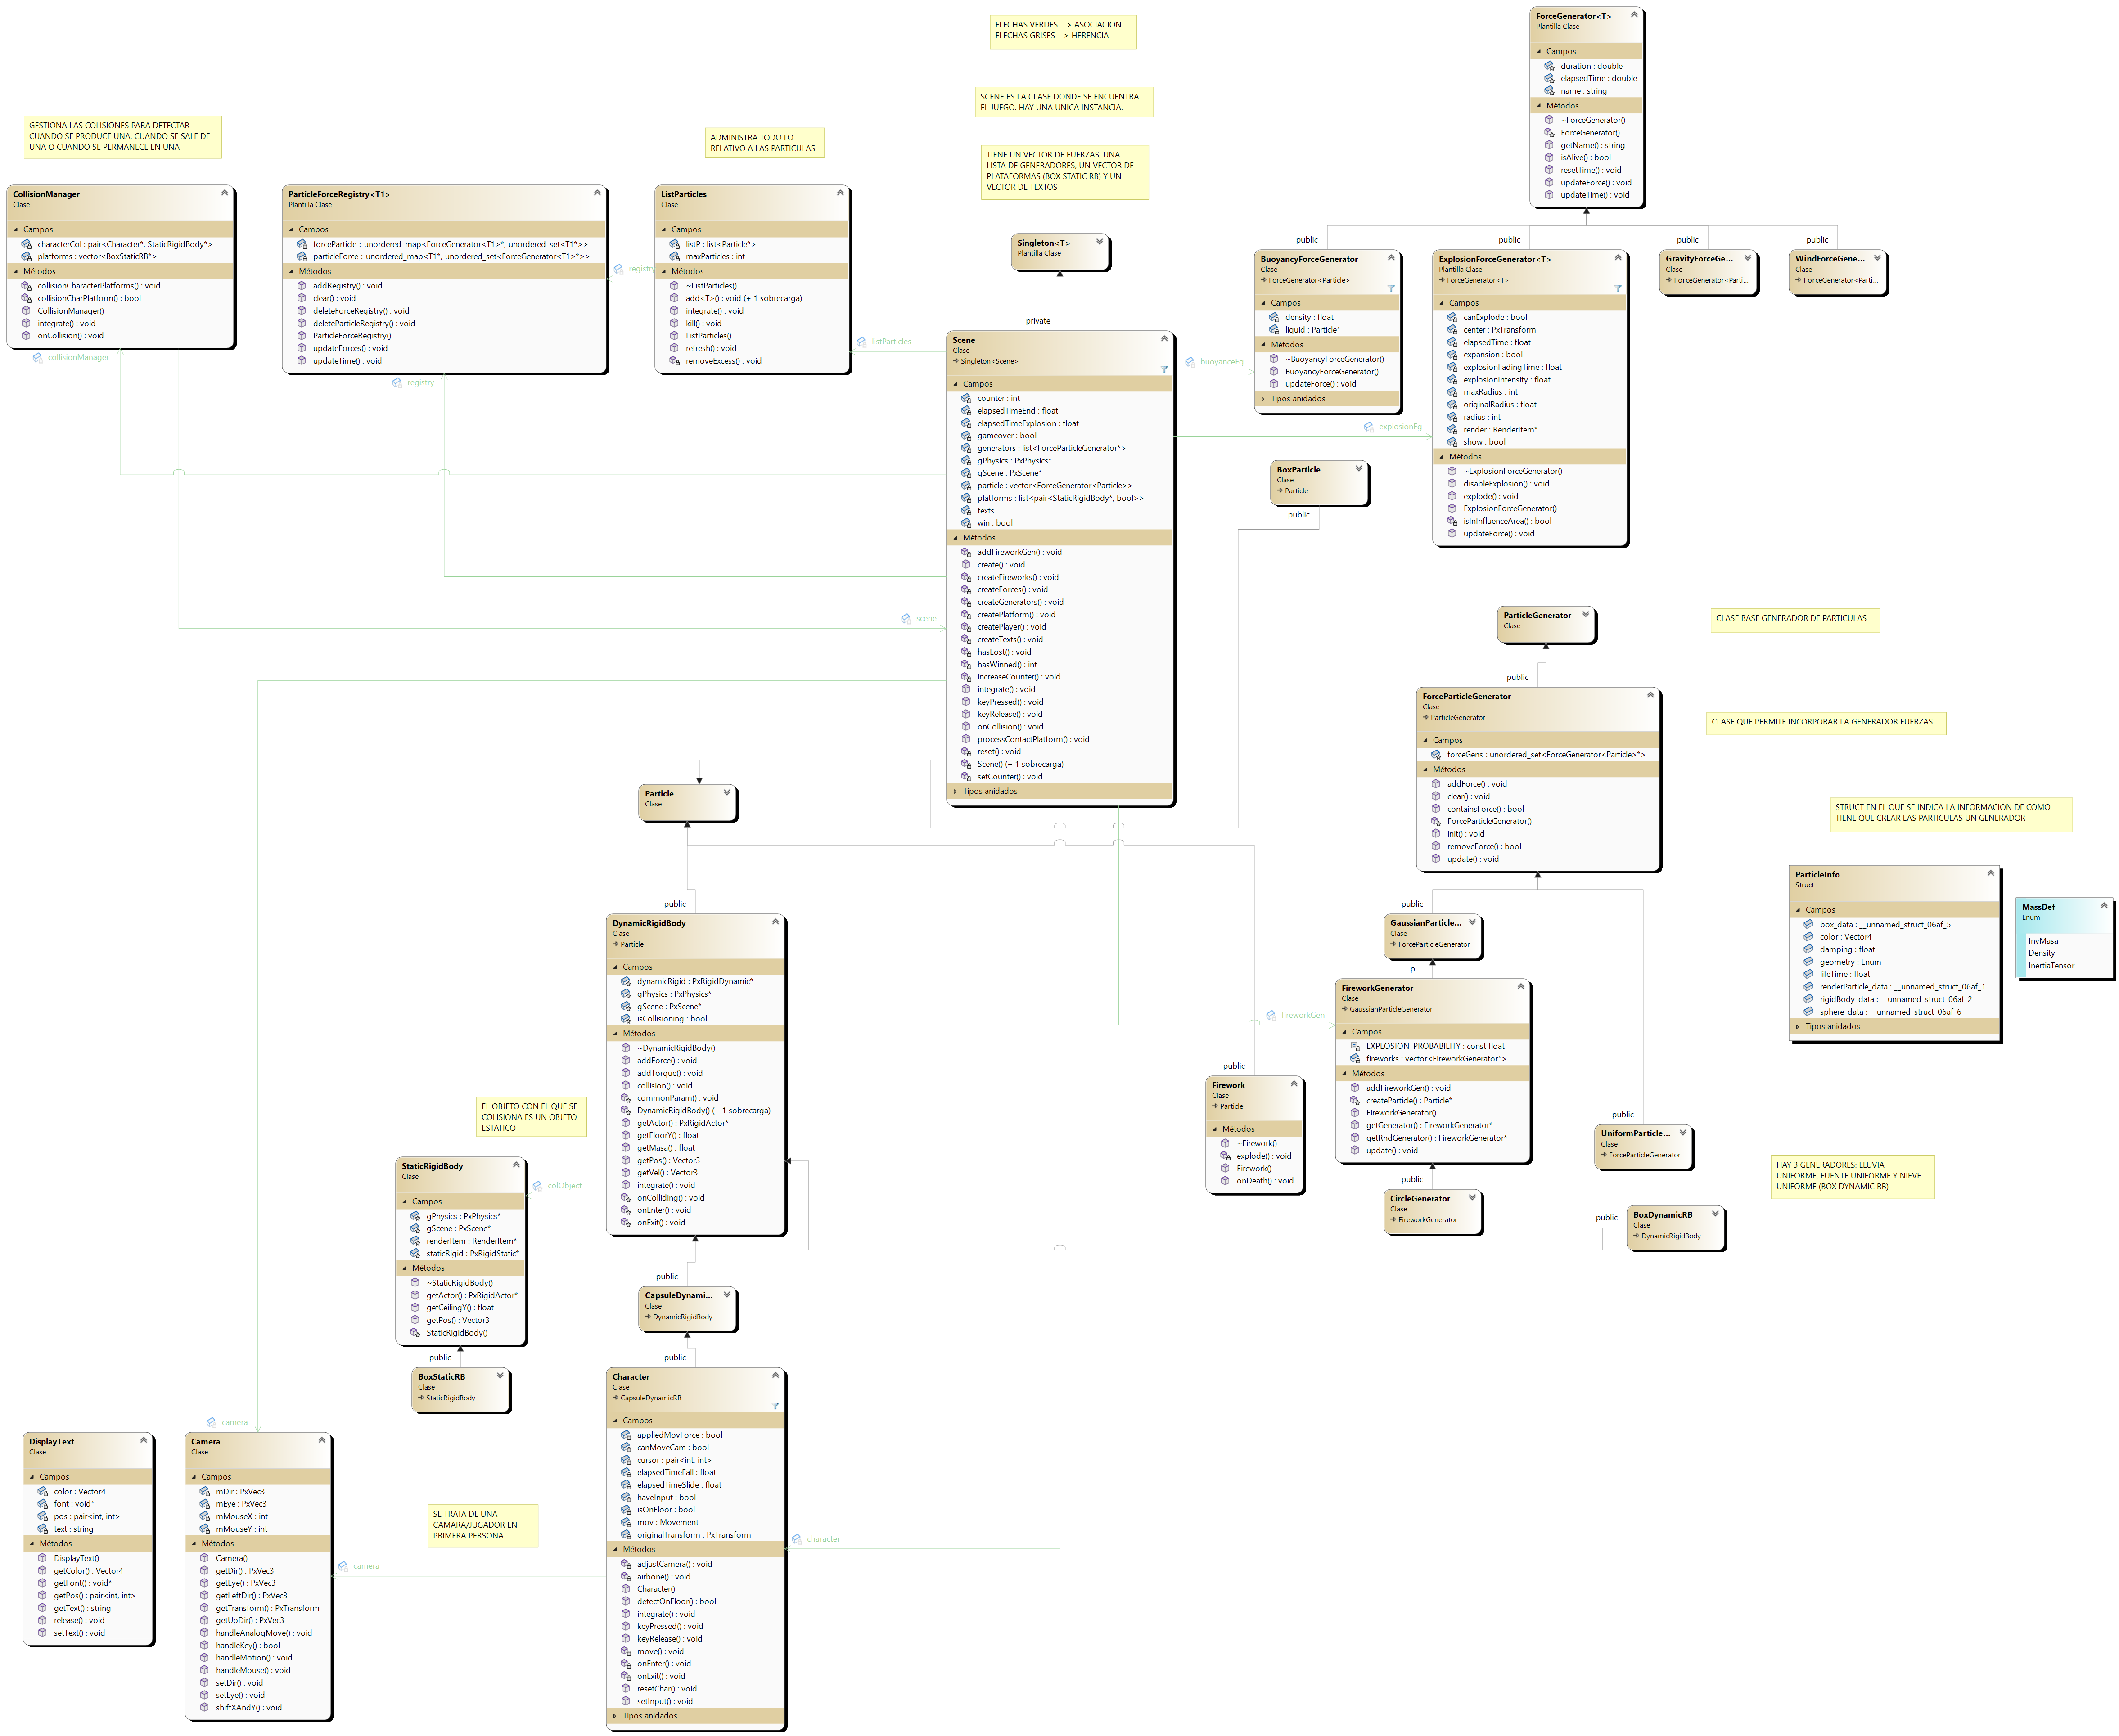 FLECHAS VERDES --> ASOCIACION
FLECHAS GRISES --> HERENCIA
SCENE ES LA CLASE DONDE SE ENCUENTRA
EL JUEGO. HAY UNA UNICA INSTANCIA.
TIENE UN VECTOR DE FUERZAS, UNA
LISTA DE GENERADORES, UN VECTOR DE
PLATAFORMAS (BOX STATIC RB) Y UN
VECTOR DE TEXTOS
GESTIONA LAS COLISIONES PARA DETECTAR
CUANDO SE PRODUCE UNA, CUANDO SE SALE DE
UNA O CUANDO SE PERMANECE EN UNA
ADMINISTRA TODO LO
RELATIVO A LAS PARTICULAS
ForceGenerator<T>
Plantilla Clase
Campos
duration : double
elapsedTime : double
name : string
Métodos
~ForceGenerator()
ForceGenerator()
getName() : string
isAlive() : bool
resetTime() : void
updateForce() : void
updateTime() : void
CollisionManager
Clase
Campos
characterCol : pair<Character*, StaticRigidBody*>
platforms : vector<BoxStaticRB*>
Métodos
collisionCharacterPlatforms() : void
collisionCharPlatform() : bool
CollisionManager()
integrate() : void
onCollision() : void
collisionManager
ParticleForceRegistry<T1>
Plantilla Clase
Campos
forceParticle : unordered_map<ForceGenerator<T1>*, unordered_set<T1*>>
particleForce : unordered_map<T1*, unordered_set<ForceGenerator<T1>*>>
Métodos
addRegistry() : void
clear() : void
deleteForceRegistry() : void
deleteParticleRegistry() : void
ParticleForceRegistry()
updateForces() : void
updateTime() : void
registry
registry
ListParticles
Clase
Campos
listP : list<Particle*>
maxParticles : int
Métodos
~ListParticles()
add<T>() : void (+ 1 sobrecarga)
integrate() : void
kill() : void
ListParticles()
refresh() : void
removeExcess() : void
listParticles
Singleton<T>
Plantilla Clase
private
Scene
Clase
Singleton<Scene>
Campos
counter : int
elapsedTimeEnd : float
elapsedTimeExplosion : float
gameover : bool
generators : list<ForceParticleGenerator*>
gPhysics : PxPhysics*
gScene : PxScene*
particle : vector<ForceGenerator<Particle>>
platforms : list<pair<StaticRigidBody*, bool>>
texts
win : bool
Métodos
addFireworkGen() : void
create() : void
createFireworks() : void
createForces() : void
createGenerators() : void
createPlatform() : void
createPlayer() : void
createTexts() : void
hasLost() : void
hasWinned() : int
increaseCounter() : void
integrate() : void
keyPressed() : void
keyRelease() : void
onCollision() : void
processContactPlatform() : void
reset() : void
Scene() (+ 1 sobrecarga)
setCounter() : void
Tipos anidados
scene
public
public
public
public
BuoyancyForceGenerator
Clase
ForceGenerator<Particle>
Campos
density : float
liquid : Particle*
Métodos
~BuoyancyForceGenerator()
BuoyancyForceGenerator()
updateForce() : void
Tipos anidados
buoyanceFg
ExplosionForceGenerator<T>
Plantilla Clase
ForceGenerator<T>
Campos
canExplode : bool
center : PxTransform
elapsedTime : float
expansion : bool
explosionFadingTime : float
explosionIntensity : float
maxRadius : int
originalRadius : float
radius : int
render : RenderItem*
show : bool
Métodos
~ExplosionForceGenerator()
disableExplosion() : void
explode() : void
ExplosionForceGenerator()
isInInfluenceArea() : bool
updateForce() : void
explosionFg
GravityForceGe...
Clase
ForceGenerator<Parti...
WindForceGene...
Clase
ForceGenerator<Parti...
BoxParticle
Clase
Particle
public
ParticleGenerator
Clase
public
CLASE BASE GENERADOR DE PARTICULAS
ForceParticleGenerator
Clase
ParticleGenerator
Campos
forceGens : unordered_set<ForceGenerator<Particle>*>
Métodos
addForce() : void
clear() : void
containsForce() : bool
ForceParticleGenerator()
init() : void
removeForce() : bool
update() : void
CLASE QUE PERMITE INCORPORAR LA GENERADOR FUERZAS
STRUCT EN EL QUE SE INDICA LA INFORMACION DE COMO
TIENE QUE CREAR LAS PARTICULAS UN GENERADOR
ParticleInfo
Struct
Campos
box_data : __unnamed_struct_06af_5
color : Vector4
damping : float
geometry : Enum
lifeTime : float
renderParticle_data : __unnamed_struct_06af_1
rigidBody_data : __unnamed_struct_06af_2
sphere_data : __unnamed_struct_06af_6
Tipos anidados
MassDef
Enum
InvMasa
Density
InertiaTensor
Particle
Clase
public
DynamicRigidBody
Clase
Particle
Campos
dynamicRigid : PxRigidDynamic*
gPhysics : PxPhysics*
gScene : PxScene*
isCollisioning : bool
Métodos
~DynamicRigidBody()
addForce() : void
addTorque() : void
collision() : void
commonParam() : void
DynamicRigidBody() (+ 1 sobrecarga)
getActor() : PxRigidActor*
getFloorY() : float
getMasa() : float
getPos() : Vector3
getVel() : Vector3
integrate() : void
onColliding() : void
onEnter() : void
onExit() : void
public
GaussianParticle...
Clase
ForceParticleGenerator
p...
FireworkGenerator
Clase
GaussianParticleGenerator
Campos
EXPLOSION_PROBABILITY : const float
fireworks : vector<FireworkGenerator*>
Métodos
addFireworkGen() : void
createParticle() : Particle*
FireworkGenerator()
getGenerator() : FireworkGenerator*
getRndGenerator() : FireworkGenerator*
update() : void
fireworkGen
public
CircleGenerator
Clase
FireworkGenerator
public
Firework
Clase
Particle
Métodos
~Firework()
explode() : void
Firework()
onDeath() : void
public
UniformParticle...
Clase
ForceParticleGenerator
HAY 3 GENERADORES: LLUVIA
UNIFORME, FUENTE UNIFORME Y NIEVE
UNIFORME (BOX DYNAMIC RB)
public
BoxDynamicRB
Clase
DynamicRigidBody
EL OBJETO CON EL QUE SE
COLISIONA ES UN OBJETO
ESTATICO
StaticRigidBody
Clase
Campos
gPhysics : PxPhysics*
gScene : PxScene*
renderItem : RenderItem*
staticRigid : PxRigidStatic*
Métodos
~StaticRigidBody()
getActor() : PxRigidActor*
getCeilingY() : float
getPos() : Vector3
StaticRigidBody()
colObject
public
BoxStaticRB
Clase
StaticRigidBody
public
CapsuleDynami...
Clase
DynamicRigidBody
public
Character
Clase
CapsuleDynamicRB
Campos
appliedMovForce : bool
canMoveCam : bool
cursor : pair<int, int>
elapsedTimeFall : float
elapsedTimeSlide : float
haveInput : bool
isOnFloor : bool
mov : Movement
originalTransform : PxTransform
Métodos
adjustCamera() : void
airbone() : void
Character()
detectOnFloor() : bool
integrate() : void
keyPressed() : void
keyRelease() : void
move() : void
onEnter() : void
onExit() : void
resetChar() : void
setInput() : void
Tipos anidados
character
camera
DisplayText
Clase
Campos
color : Vector4
font : void*
pos : pair<int, int>
text : string
Métodos
DisplayText()
getColor() : Vector4
getFont() : void*
getPos() : pair<int, int>
getText() : string
release() : void
setText() : void
Camera
Clase
Campos
mDir : PxVec3
mEye : PxVec3
mMouseX : int
mMouseY : int
Métodos
Camera()
getDir() : PxVec3
getEye() : PxVec3
getLeftDir() : PxVec3
getTransform() : PxTransform
getUpDir() : PxVec3
handleAnalogMove() : void
handleKey() : bool
handleMotion() : void
handleMouse() : void
setDir() : void
setEye() : void
shiftXAndY() : void
camera
SE TRATA DE UNA
CAMARA/JUGADOR EN
PRIMERA PERSONA